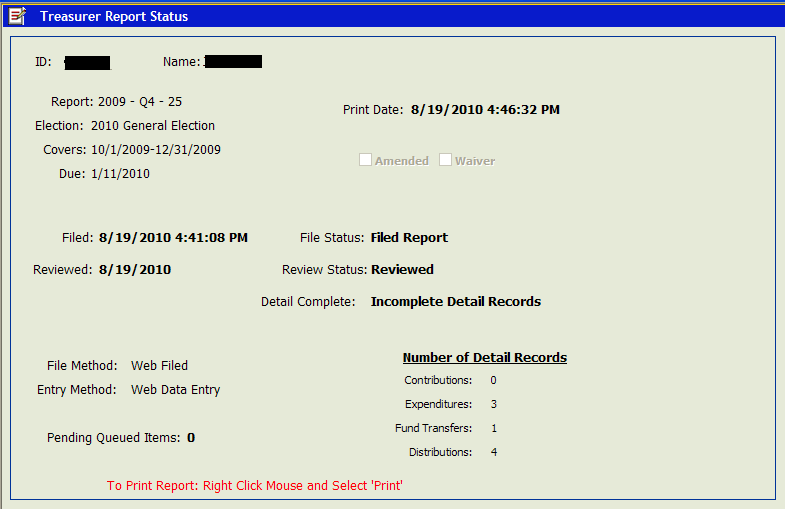 Treasurer Report Status
ID: Name:
Report: 2009 - Q4 - 25
Print Date: 8/19/2010 4:46:32 PM
Election: 2010 General Election
Covers: 10/1/2009-12/31/2009
Amended Waiver
Due: 1/11/2010
Filed: 8/19/2010 4:41:08 PM File Status: Filed Report
Reviewed: 8/19/2010 Review Status: Reviewed
Detail Complete: Incomplete Detail Records
Number of Detail Records
File Method: Web Filed
Contributions: 0
Entry Method: Web Data Entry
Expenditures: 3
Fund Transfers: 1
Pending Queued Items: 0
Distributions: 4
To Print Report: Right Click Mouse and Select 'Print'